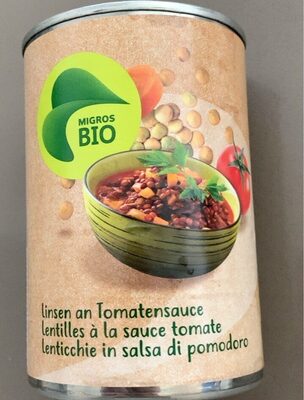 MIGROS
BIO
Linsen an Tomatensauce
lentilles à la sauce tomate
lenticchie in salsa di pomodoro